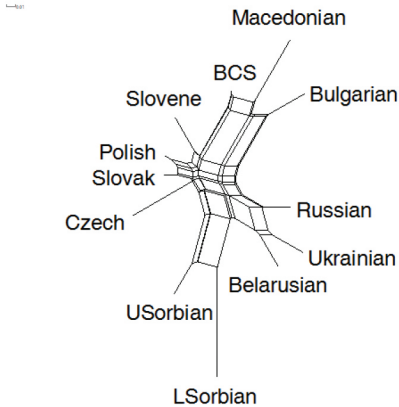 Macedonian
BCS
Bulgarian
Slovene
Polish
Slovak
Czech
Russian
Ukrainian
Belarusian
USorbian
LSorbian